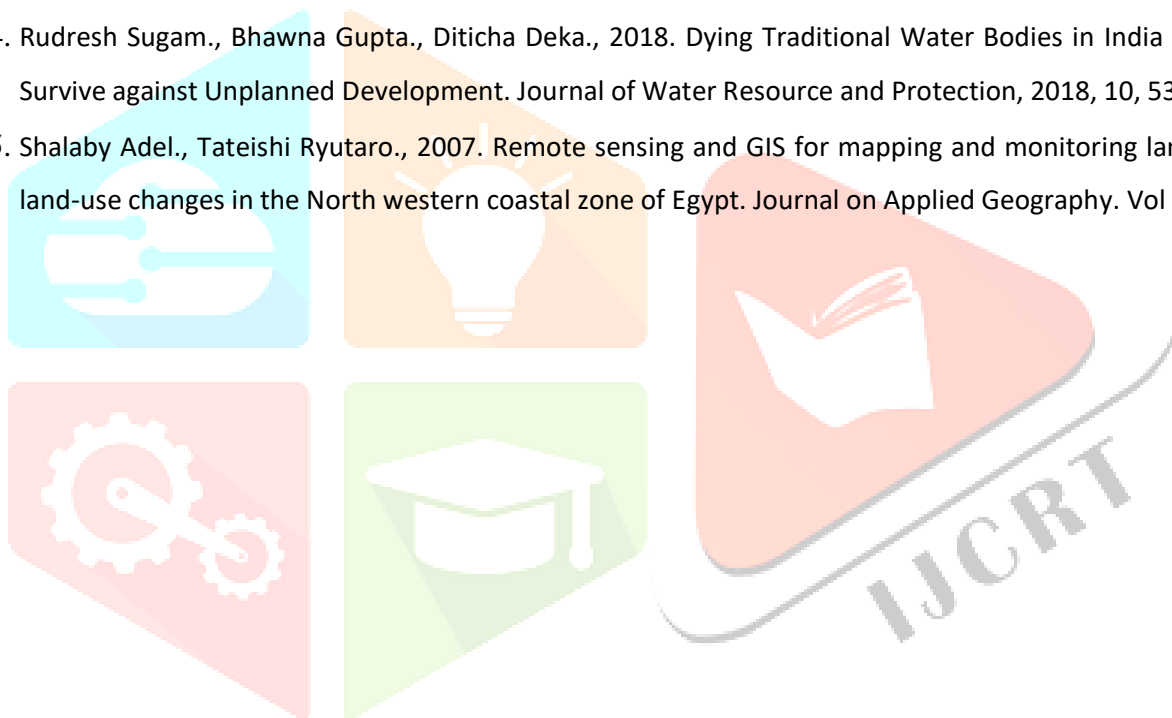 . Rudresh Sugam., Bhawna Gupta., Diticha Deka., 2018. Dying Traditional Water Bodies in India
Survive against Unplanned Development. Journal of Water Resource and Protection, 2018, 10, 53
. Shalaby Adel., Tateishi Ryutaro., 2007. Remote sensing and GIS for mapping and monitoring
land-use changes in the North western coastal zone of Egypt. Journal on Applied Geography. Vol
IJCRT